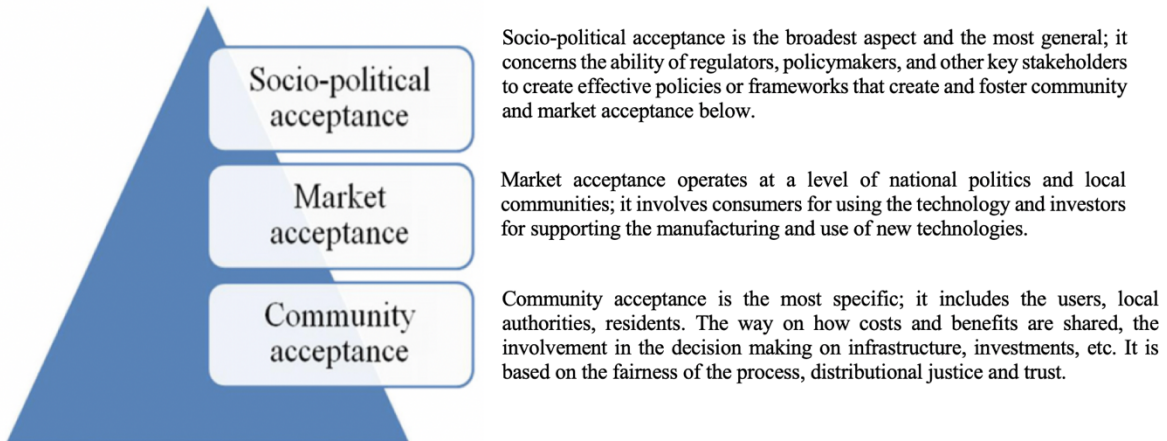 Socio-political
acceptance
Socio-political acceptance is the broadest aspect and the most general; it
concerns the ability of regulators, policymakers, and other key stakeholders
to create effective policies or frameworks that create and foster community
and market acceptance below.
Market
acceptance
Market acceptance operates at a level of national politics and local
communities; it involves consumers for using the technology and investors
for supporting the manufacturing and use of new technologies.
Community
acceptance
Community acceptance is the most specific; it includes the users, local
authorities, residents. The way on how costs and benefits are shared, the
involvement in the decision making on infrastructure, investments, etc. It is
based on the fairness of the process, distributional justice and trust.